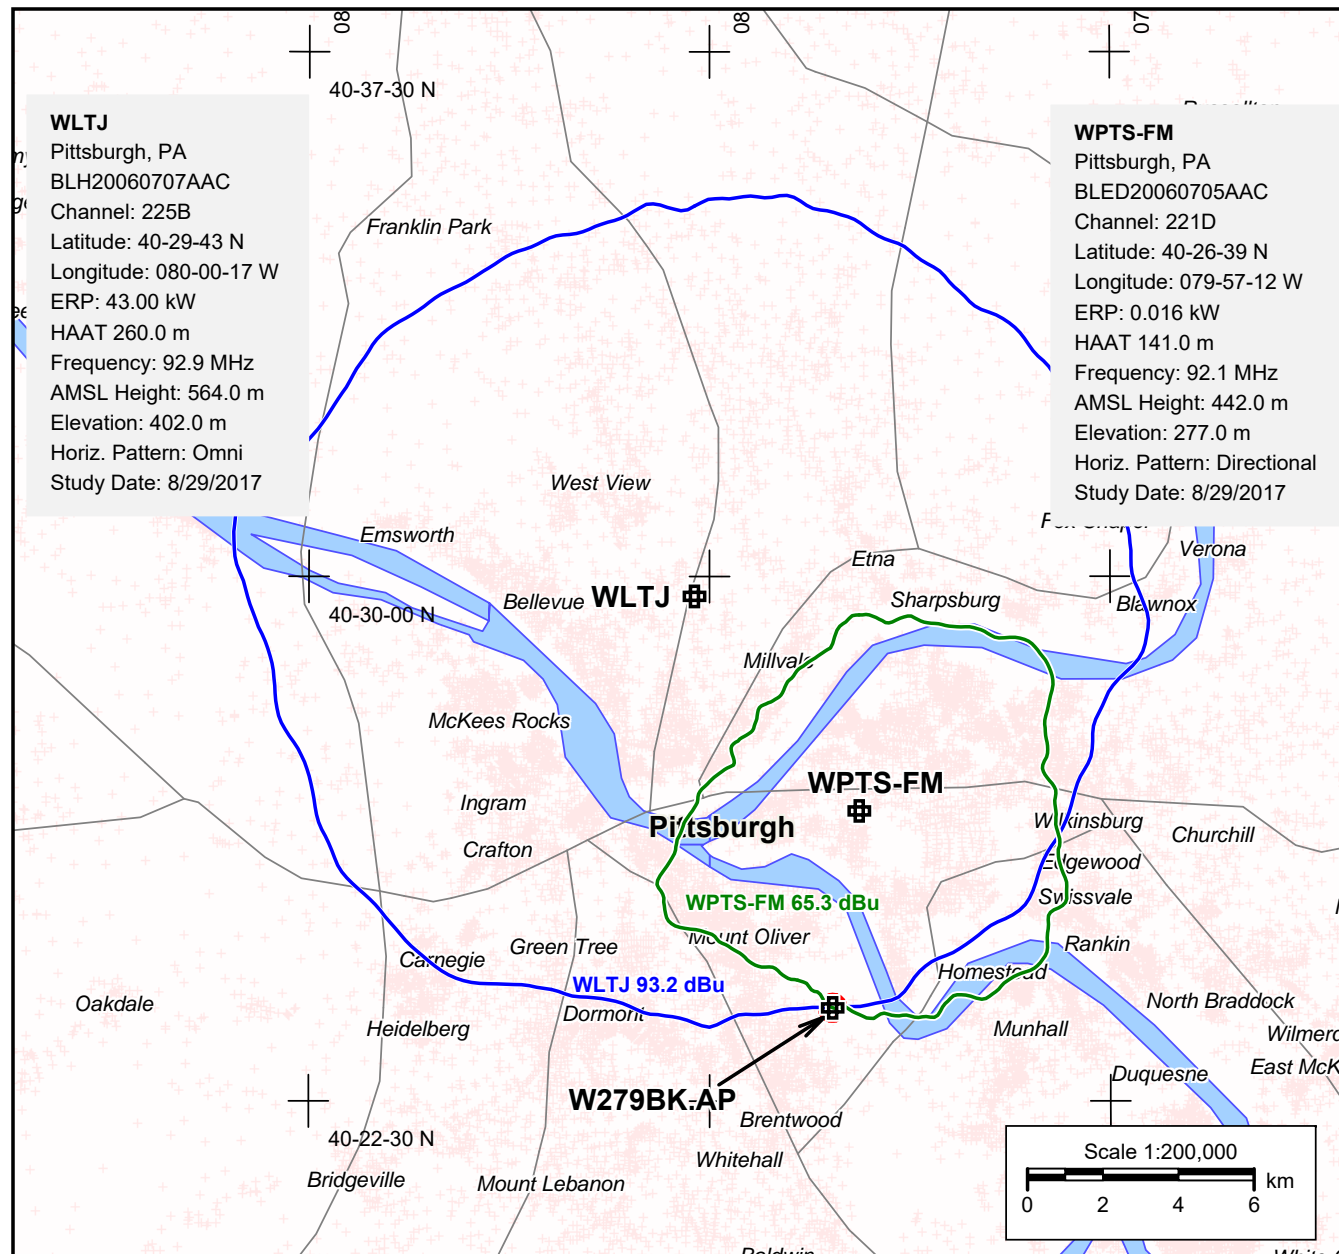 08
08
07
40-37-30 N
WLTJ
Pittsburgh, PA
BLH20060707AAC
Channel: 225B
Latitude: 40-29-43 N
Longitude: 080-00-17 W
ERP: 43.00 kW
HAAT 260.0 m
Frequency: 92.9 MHz
AMSL Height: 564.0 m
Elevation: 402.0 m
Horiz. Pattern: Omni
Study Date: 8/29/2017
WPTS-FM
Pittsburgh, PA
BLED20060705AAC
Channel: 221D
Latitude: 40-26-39 N
Longitude: 079-57-12 W
ERP: 0.016 kW
HAAT 141.0 m
Frequency: 92.1 MHz
AMSL Height: 442.0 m
Elevation: 277.0 m
Horiz. Pattern: Directional
Study Date: 8/29/2017
Franklin Park
West View
Emsworth
Etna
Verona
Bellevue
WLTJ
Sharpsburg
Blawnox
40-30-00 N
Millvale
McKees Rocks
WPTS-FM
Ingram
Pittsburgh
Wilkinsburg
Churchill
Crafton
Edgewood
WPTS-FM 65.3 dBu
Swissvale
Green Tree
Mount Oliver
Rankin
Carnegie
Homestead
WLTJ 93.2 dBu
Oakdale
Dormont
North Braddock
Heidelberg
Munhall
Wilmerd
East McK
Duquesne
W279BK.AP
Brentwood
40-22-30 N
Whitehall
Bridgeville
Mount Lebanon
Scale 1:200,000
km
0 2 4 6